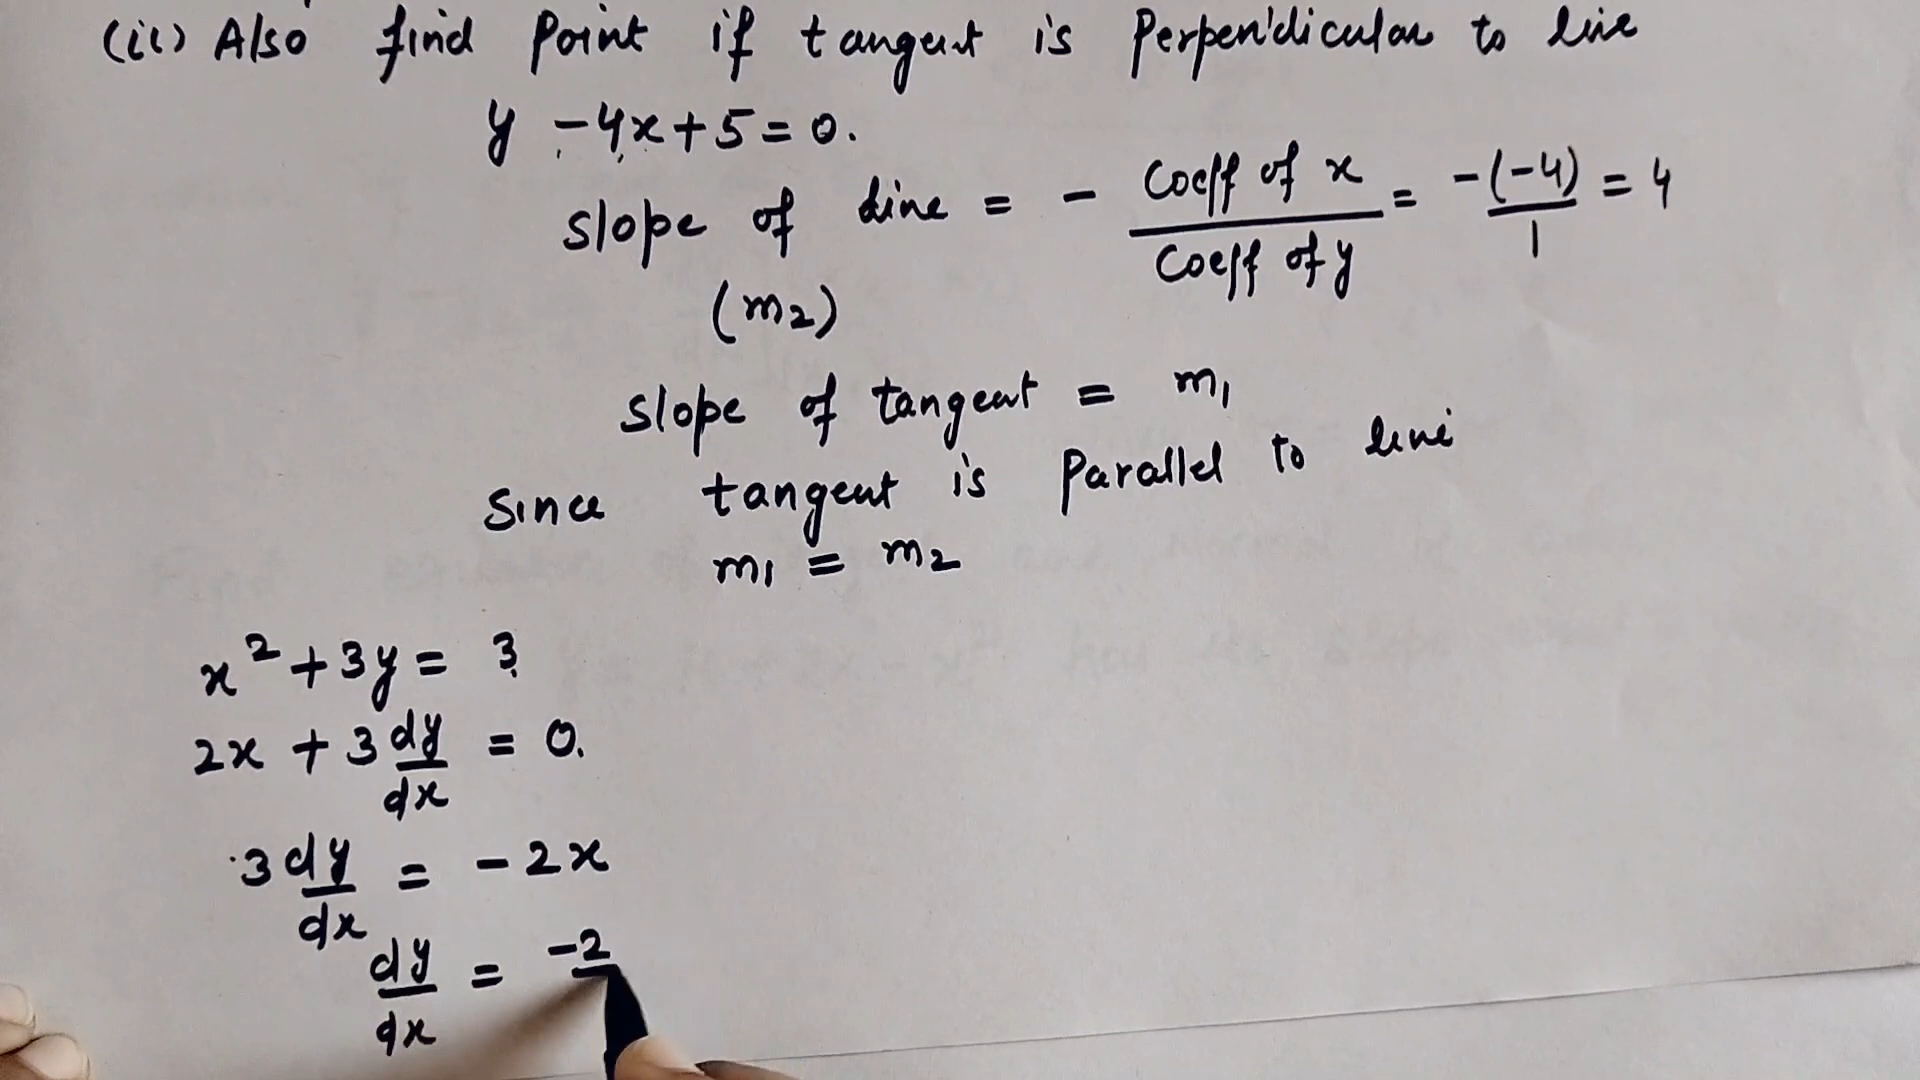 (ii) Also find Point if tangent is Perpendicular to line
y - 4x + 5 = 0.
Slope of line = - Coeff of x / Coeff of y = -(-4) / 1 = 4
(m₂)
Slope of tangent = m₁
Since tangent is Parallel to line
m₁ = m₂
x² + 3y = 3
2x + 3 dy/dx = 0.
3 dy/dx = - 2x
dy/dx = -2